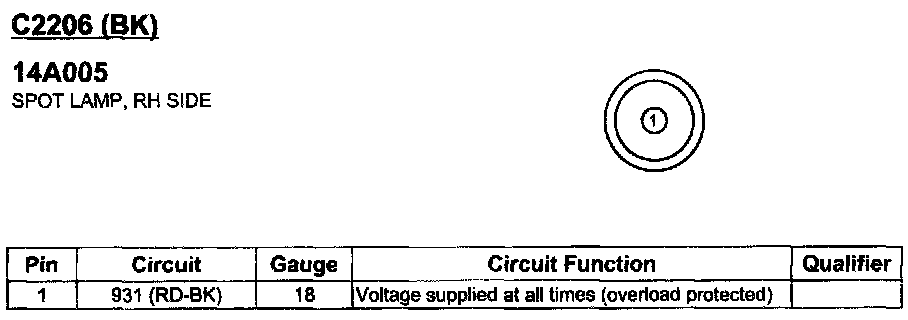 C2206 (BK)
14A005
SPOT LAMP, RH SIDE
1
Pin Circuit Gauge Circuit Function Qualifier
1 931 (RD-BK) 18 Voltage supplied at all times (overload protected)